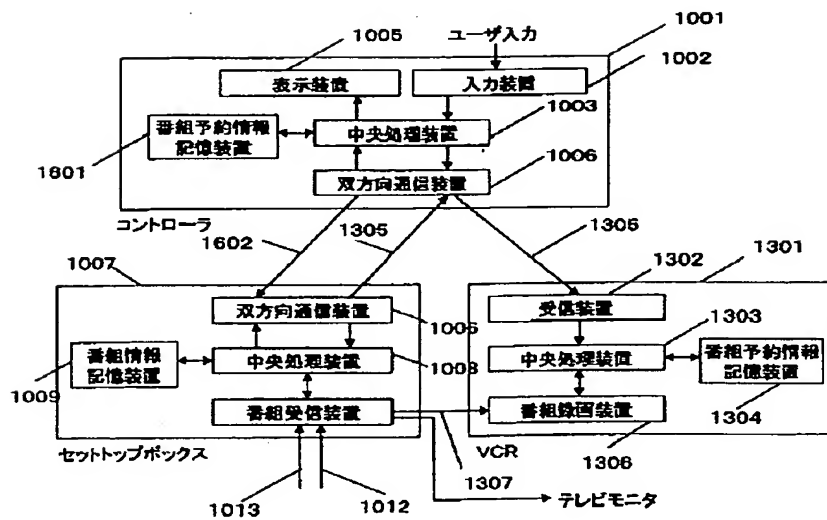 1005
ユーザ入力
1001
1002
表示装置
入力装置
1003
番組予約情報
記憶装置
中央処理装置
1801
1006
双方向通信装置
コントローラ
1602
1305
1305
1301
1007
1302
双方向通信装置
1006
受信装置
1303
番組情報
記憶装置
中央処理装置
1008
中央処理装置
番組予約情報
記憶装置
1009
番組受信装置
番組録画装置
1304
セットトップボックス
VCR
1306
1307
1013
1012
テレビモニタ